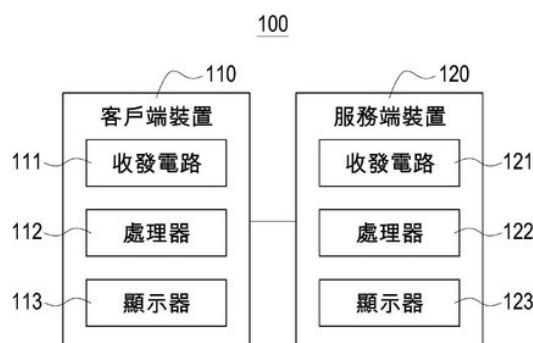 100
110
120
客戶端裝置
服務端裝置
111
收發電路
收發電路
121
112
處理器
處理器
122
113
顯示器
顯示器
123